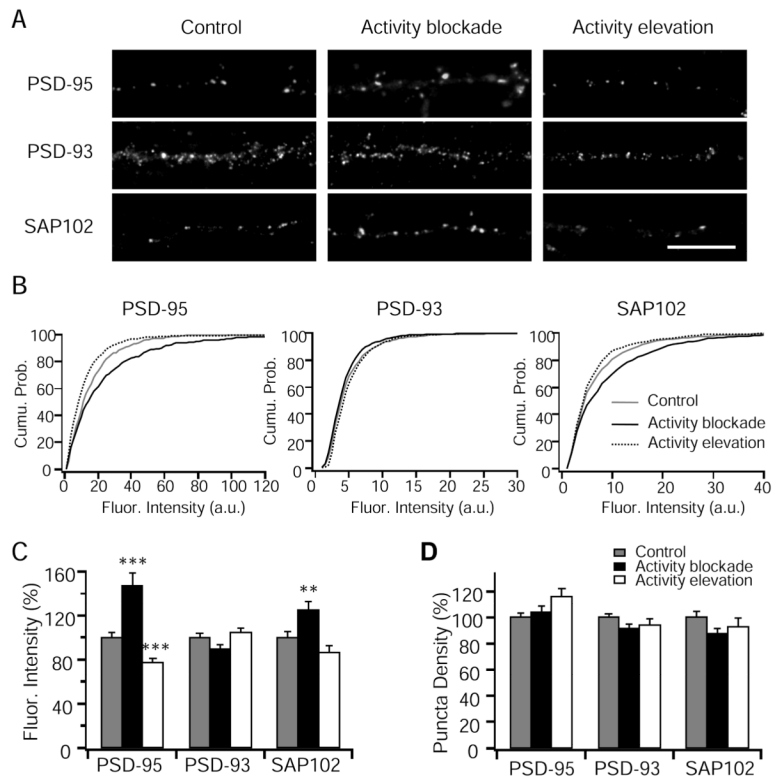 A
Control Activity blockade Activity elevation
PSD-95
PSD-93
SAP102
B
PSD-95 PSD-93 SAP102
Cumu. Prob.
100
80
60
40
20
0
0 20 40 60 80 100 120
Fluor. Intensity (a.u.)
Cumu. Prob.
100
80
60
40
20
0
0 5 10 15 20 25 30
Fluor. Intensity (a.u.)
Cumu. Prob.
100
80
60
40
20
0
0 10 20 30 40
Fluor. Intensity (a.u.)
Control
Activity blockade
Activity elevation
C
Fluor. Intensity (%)
160
120
80
40
0
*** *** **
PSD-95 PSD-93 SAP102
D
Control
Activity blockade
Activity elevation
Puncta Density (%)
120
100
80
60
40
20
0
PSD-95 PSD-93 SAP102